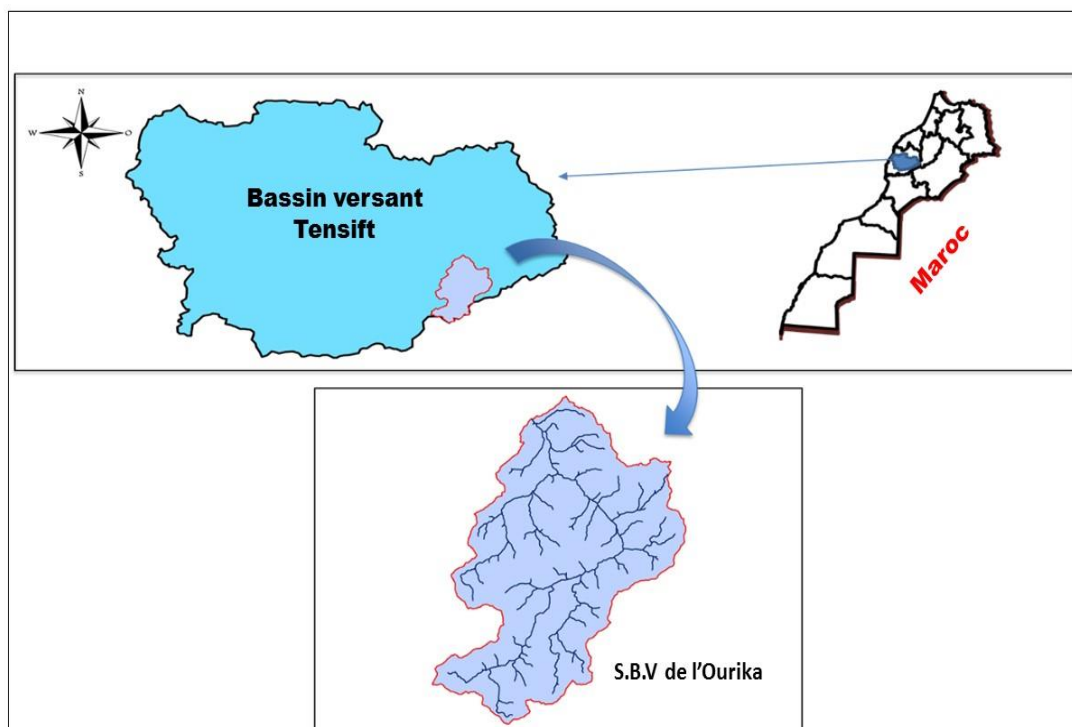 N
W
O
S
Bassin versant
Tensift
Maroc
S.B.V de l'Ourika